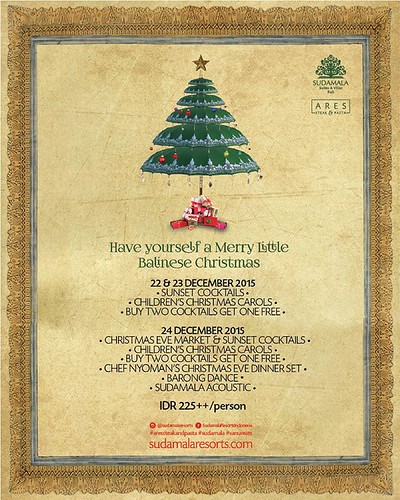 SUDAMALA
Suites & Villas
Bali
ARES
STEAK & PASTA
Have yourself a Merry Little
Balinese Christmas
22 & 23 DECEMBER 2015
• SUNSET COCKTAILS •
• CHILDREN'S CHRISTMAS CAROLS •
• BUY TWO COCKTAILS GET ONE FREE •
24 DECEMBER 2015
• CHRISTMAS EVE MARKET & SUNSET COCKTAILS •
• CHILDREN'S CHRISTMAS CAROLS •
• BUY TWO COCKTAILS GET ONE FREE •
• CHEF NYOMAN'S CHRISTMAS EVE DINNER SET •
• BARONG DANCE •
• SUDAMALA ACOUSTIC •
IDR 225++/person
@sudamalaresorts
#aressteakandpasta #sudamala
sudamalaresorts.com